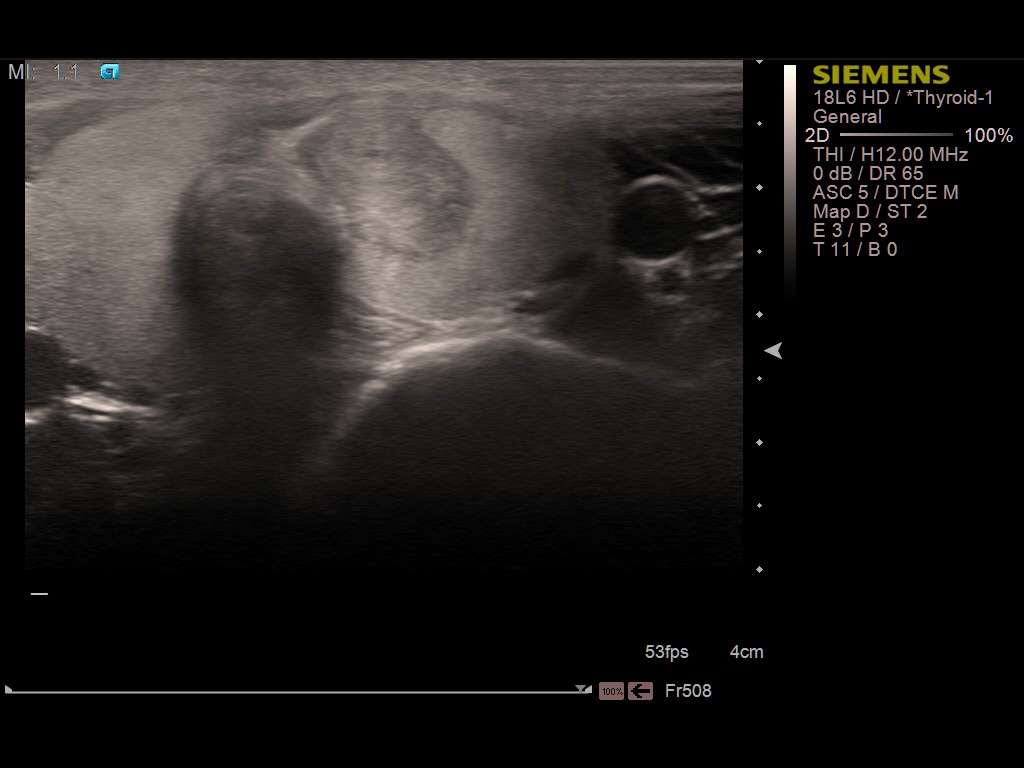 MI: 1.1
SIEMENS
18L6 HD / *Thyroid-1
General
2D 100%
THI / H12.00 MHz
0 dB / DR 65
ASC 5 / DTCE M
Map D / ST 2
E 3 / P 3
T 11 / B 0
53fps 4cm
100% Fr508